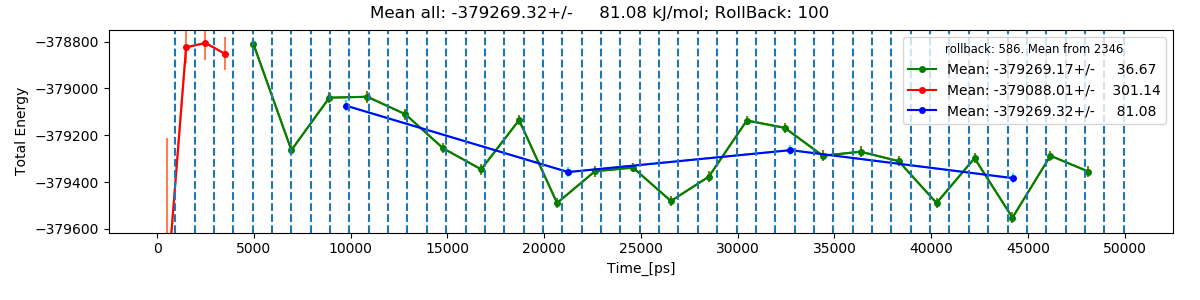 Mean all: -379269.32+/-     81.08 kJ/mol; RollBack: 100
Total Energy
−378800
−379000
−379200
−379400
−379600
rollback: 586. Mean from 2346
Mean: -379269.17+/-     36.67
Mean: -379088.01+/-    301.14
Mean: -379269.32+/-     81.08
0 5000 10000 15000 20000 25000 30000 35000 40000 45000 50000
Time_[ps]